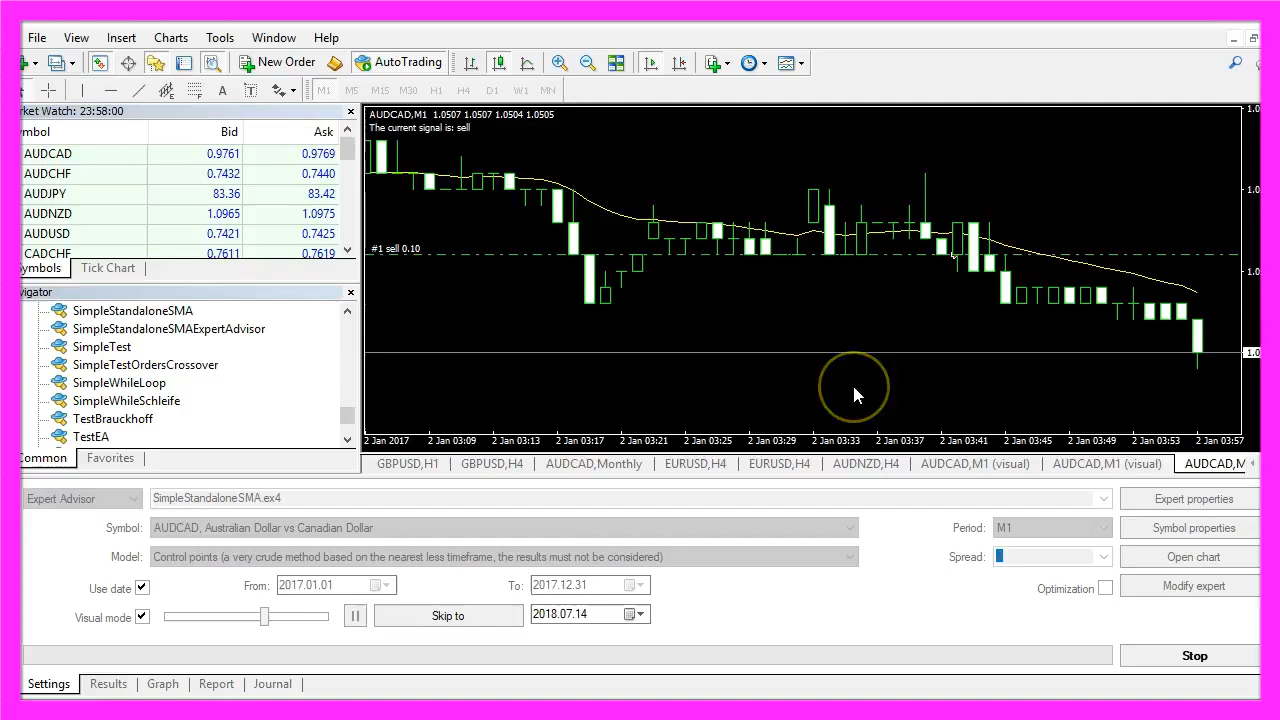 File View Insert Charts Tools Window Help
New Order AutoTrading
A T M1 M5 M15 M30 H1 H4 D1 W1 MN
rket Watch: 23:58:00
ymbol Bid Ask
AUDCAD 0.9761 0.9769
AUDCHF 0.7432 0.7440
AUDJPY 83.36 83.42
AUDNZD 1.0965 1.0975
AUDUSD 0.7421 0.7425
CADCHF 0.7611 0.7619
ymbols Tick Chart
vigator
SimpleStandaloneSMA
SimpleStandaloneSMAExpertAdvisor
SimpleTest
SimpleTestOrdersCrossover
SimpleWhileLoop
SimpleWhileSchleife
TestBrauckhoff
TestEA
ommon Favorites
AUDCAD,M1 1.0507 1.0507 1.0504 1.0505
The current signal is: sell
#1 sell 0.10
1.0
1.0
1.0
1.0
2 Jan 2017 2 Jan 03:09 2 Jan 03:13 2 Jan 03:17 2 Jan 03:21 2 Jan 03:25 2 Jan 03:29 2 Jan 03:33 2 Jan 03:37 2 Jan 03:41 2 Jan 03:45 2 Jan 03:49 2 Jan 03:53 2 Jan 03:57
GBPUSD,H1 GBPUSD,H4 AUDCAD,Monthly EURUSD,H4 EURUSD,H4 AUDNZD,H4 AUDCAD,M1 (visual) AUDCAD,M1 (visual) AUDCAD,M
Expert Advisor SimpleStandaloneSMA.ex4 Expert properties
Symbol: AUDCAD, Australian Dollar vs Canadian Dollar Period: M1 Symbol properties
Model: Control points (a very crude method based on the nearest less timeframe, the results must not be considered) Spread: Open chart
Use date From: 2017.01.01 To: 2017.12.31 Optimization Modify expert
Visual mode Skip to 2018.07.14
Stop
Settings Results Graph Report Journal